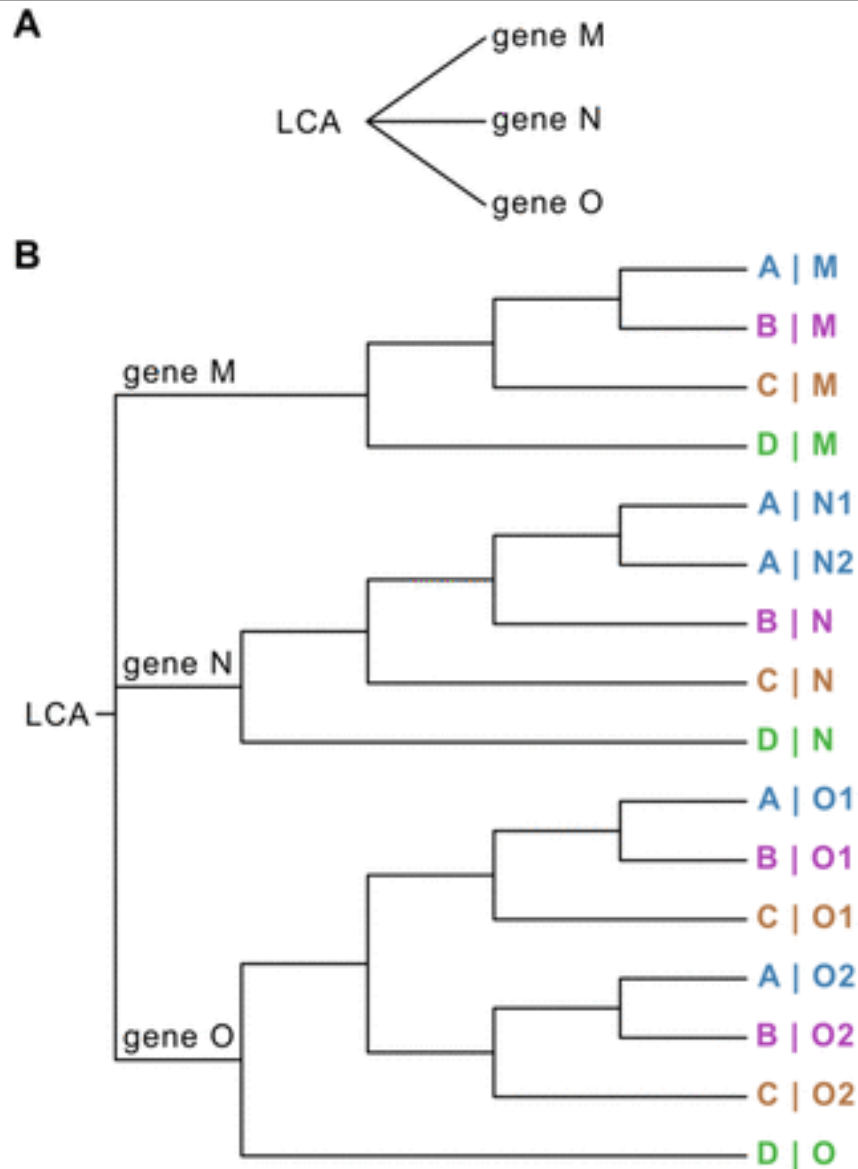 A
gene M
LCA
gene N
gene O
B
A | M
B | M
gene M
C | M
D | M
A | N1
A | N2
B | N
gene N
C | N
LCA
D | N
A | O1
B | O1
C | O1
A | O2
gene O
B | O2
C | O2
D | O